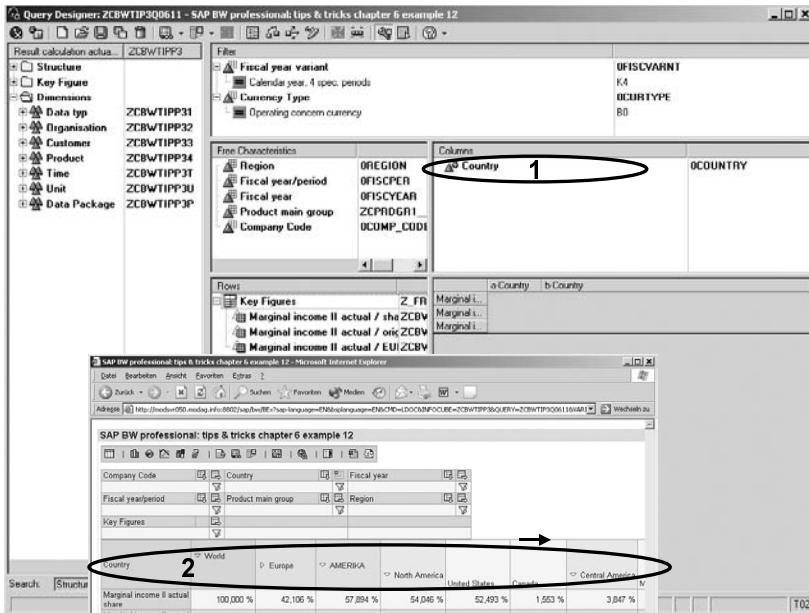 Query Designer: ZCBWTIP3Q0611 - SAP BW professional: tips & tricks chapter 6 example 12
Result calculation actua... ZCBWTIPP3
Structure
Key Figure
Dimensions
Data typ ZCBWTIPP31
Organisation ZCBWTIPP32
Customer ZCBWTIPP33
Product ZCBWTIPP34
Time ZCBWTIPP3T
Unit ZCBWTIPP3U
Data Package ZCBWTIPP3P
Filter
Fiscal year variant 0FISCVARNT
Calendar year, 4 spec. periods K4
Currency Type 0CURTYPE
Operating concern currency B0
Free Characteristics
Region 0REGION
Fiscal year/period 0FISCPER
Fiscal year 0FISCYEAR
Product main group ZCPRDGR1_
Company Code 0COMP_CODE
Columns
Country 1 0COUNTRY
Rows
Key Figures Z_FR
Marginal income II actual / sha ZCBW
Marginal income II actual / orig ZCBW
Marginal income II actual / EUI ZCBW
a-Country b-Country
Marginal i...
Marginal i...
Marginal i...
SAP BW professional: tips & tricks chapter 6 example 12 - Microsoft Internet Explorer
Datei Bearbeiten Ansicht Favoriten Extras ?
Zurück Suchen Favoriten Medien
Adresse Wechseln zu
SAP BW professional: tips & tricks chapter 6 example 12
Company Code Country Fiscal year
Fiscal year/period Product main group Region
Key Figures
Country 2 World Europe AMERIKA North America United States Canada Central America M
Marginal income II actual share 100,000 % 42,106 % 57,894 % 54,046 % 52,493 % 1,553 % 3,847 %
Search: Structur
T03